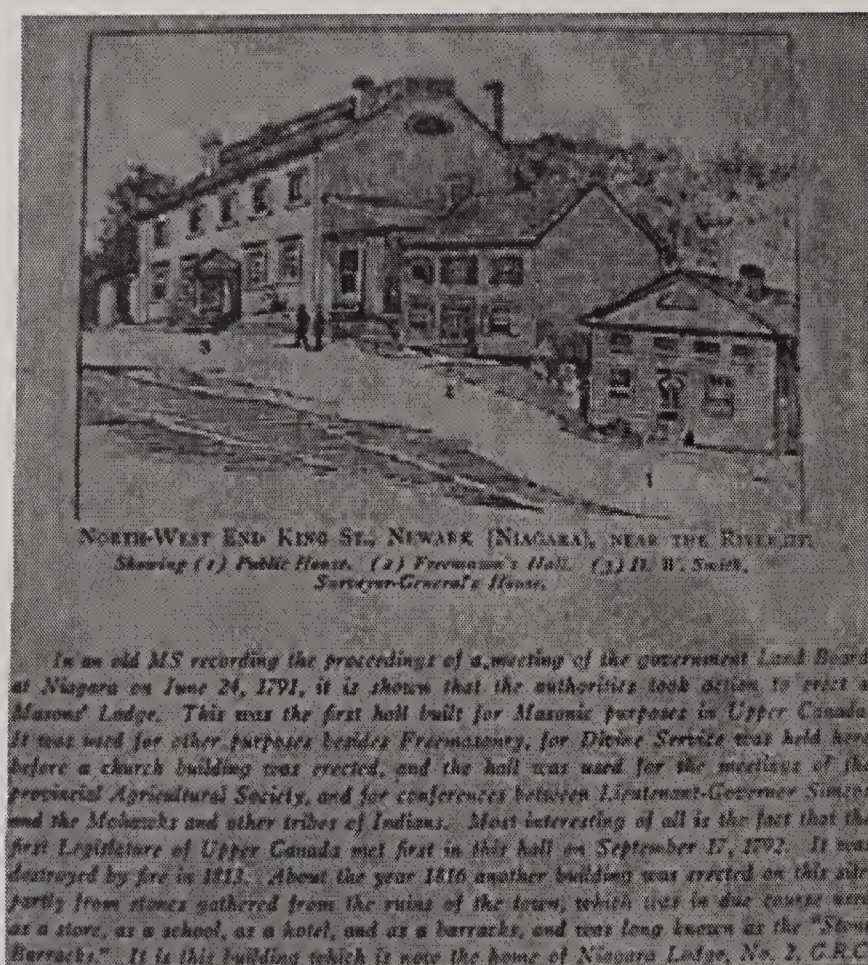 3
2
1
NORTH-WEST END KING ST., NEWARK (NIAGARA), NEAR THE RIVER, IN
Showing (1) Public House. (2) Freemason's Hall. (3) D. W. Smith,
Surveyor-General's House.
In an old MS recording the proceedings of a meeting of the government Land Board
at Niagara on June 24, 1791, it is shown that the authorities took action to erect a
Masons' Lodge. This was the first hall built for Masonic purposes in Upper Canada
It was used for other purposes besides Freemasonry, for Divine Service was held here
before a church building was erected, and the hall was used for the meetings of the
provincial Agricultural Society, and for conferences between Lieutenant-Governor Simcoe
and the Mohawks and other tribes of Indians. Most interesting of all is the fact that the
first Legislature of Upper Canada met first in this hall on September 17, 1792. It was
destroyed by fire in 1813. About the year 1816 another building was erected on this site
partly from stones gathered from the ruins of the town, which was in due course used
as a store, as a school, as a hotel, and as a barracks, and was long known as the "Stone
Barracks." It is this building which is now the home of Niagara Lodge, No. 2, G.R.C.